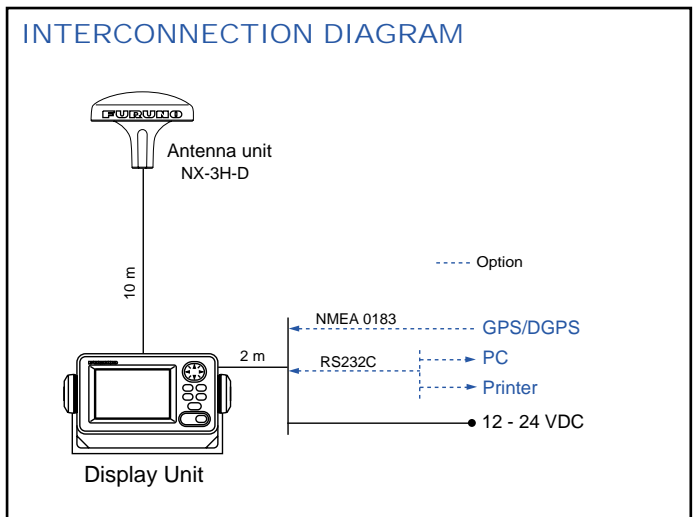 INTERCONNECTION DIAGRAM
FURUNO
Antenna unit
NX-3H-D
10 m
Option
NMEA 0183
GPS/DGPS
2 m
RS232C
PC
Printer
12 - 24 VDC
Display Unit